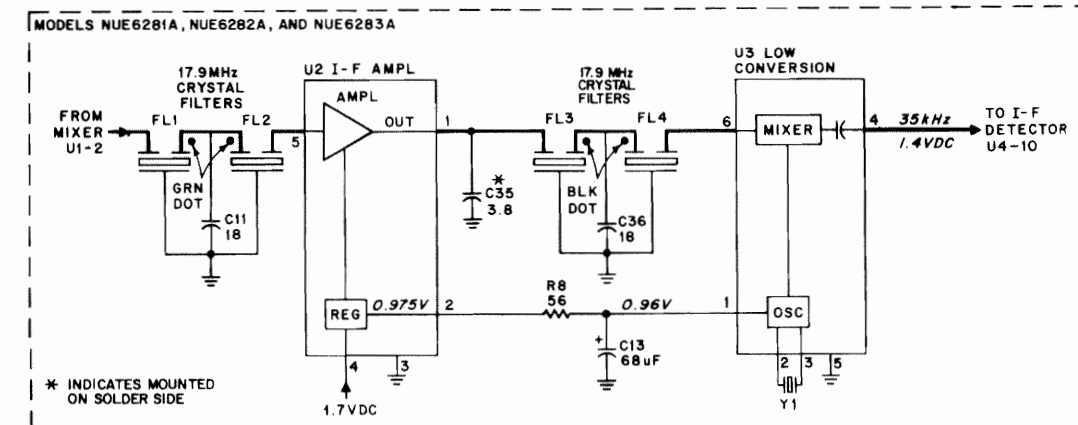 MODELS NUE6281A, NUE6282A, AND NUE6283A
17.9MHz
CRYSTAL
FILTERS
FL1
FL2
FROM
MIXER
U1-2
GRN
DOT
C11
18
U2 I-F AMPL
AMPL
OUT
5
1
REG
0.975V
2
4
3
1.7VDC
*
C35
3.8
17.9 MHz
CRYSTAL
FILTERS
FL3
FL4
BLK
DOT
C36
18
R8
56
0.96V
+
C13
68uF
U3 LOW
CONVERSION
6
MIXER
4
35kHz
1.4VDC
TO I-F
DETECTOR
U4-10
1
OSC
2
3
5
Y1
* INDICATES MOUNTED
ON SOLDER SIDE